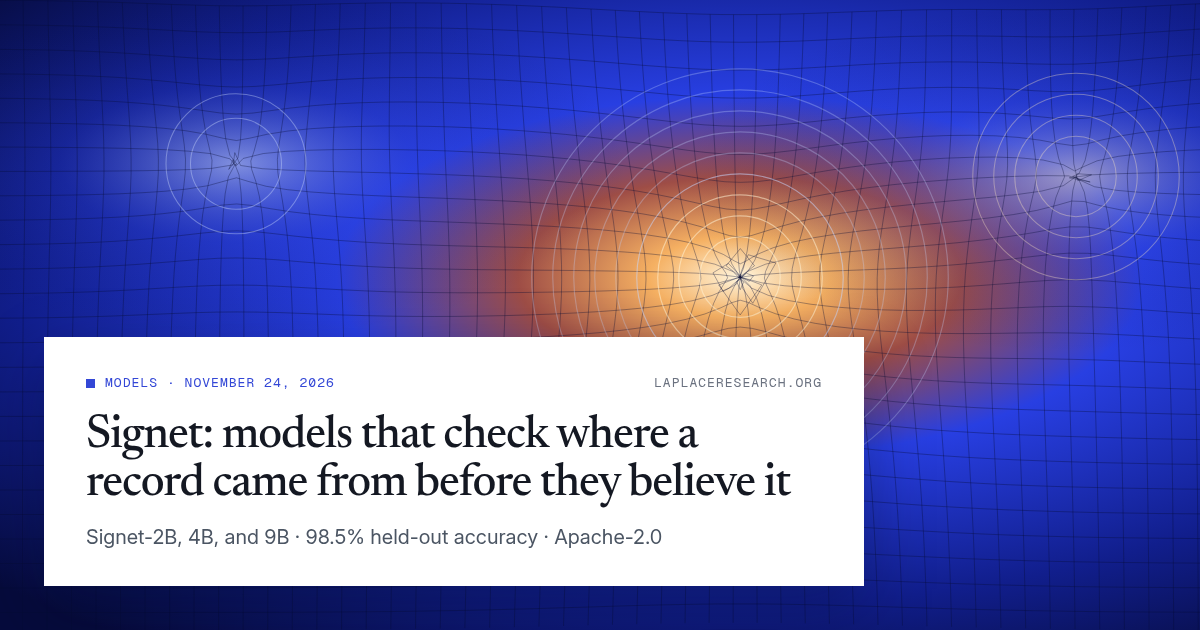 MODELS · NOVEMBER 24, 2026
LAPLACERESEARCH.ORG
Signet: models that check where a
record came from before they believe it
Signet-2B, 4B, and 9B · 98.5% held-out accuracy · Apache-2.0